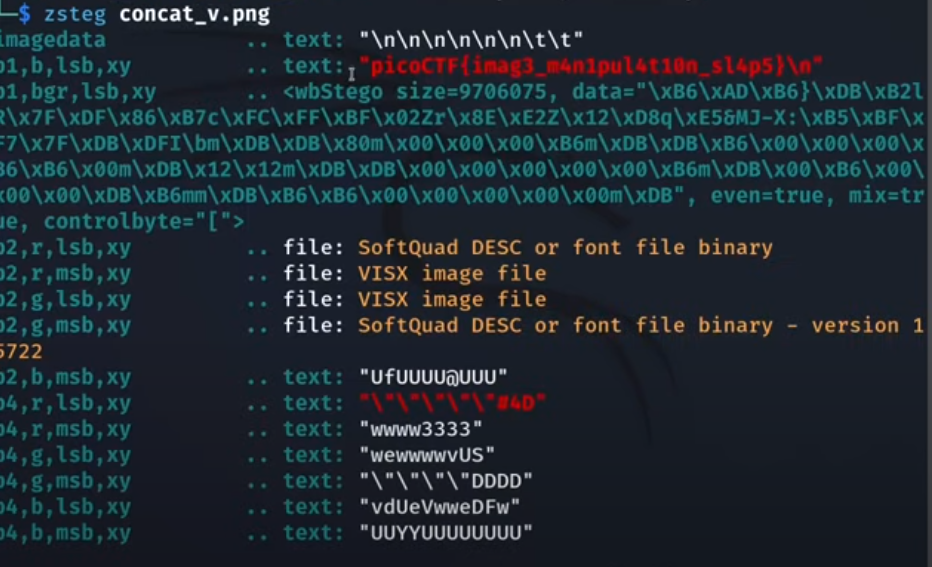 ─$ zsteg concat_v.png
imagedata .. text: "\n\n\n\n\n\n\t\t"
b1,b,lsb,xy .. text: "picoCTF{imag3_m4n1pul4t10n_sl4p5}\n"
b1,bgr,lsb,xy .. <wbStego size=9706075, data="\xB6\xAD\xB6}\xDB\xB2l
R\x7F\xDF\x86\xB7c\xFC\xFF\xBF\x02Zr\x8E\xE2Z\x12\xD8q\xE5&MJ-X:\xB5\xBF\x
F7\x7F\xDB\xDFI\bm\xDB\xDB\x80m\x00\x00\x00\xB6m\xDB\xDB\xB6\x00\x00\x00\x
B6\xB6\x00m\xDB\x12\x12m\xDB\x00\x00\x00\x00\x00\xB6m\xDB\x00\xB6\x00\
x00\x00\x00\xDB\xB6mm\xDB\xB6\xB6\x00\x00\x00\x00\x00m\xDB", even=true, mix=tr
ue, controlbyte="[">
b2,r,lsb,xy .. file: SoftQuad DESC or font file binary
b2,r,msb,xy .. file: VISX image file
b2,g,lsb,xy .. file: VISX image file
b2,g,msb,xy .. file: SoftQuad DESC or font file binary - version 1
5722
b2,b,msb,xy .. text: "UfUUUU@UUU"
b4,r,lsb,xy .. text: "\"\"\"\"\"#4D"
b4,r,msb,xy .. text: "wwww3333"
b4,g,lsb,xy .. text: "wewwwwvUS"
b4,g,msb,xy .. text: "\"\"\"\"DDDD"
b4,b,lsb,xy .. text: "vdUeVwweDFw"
b4,b,msb,xy .. text: "UUYYUUUUUUUU"